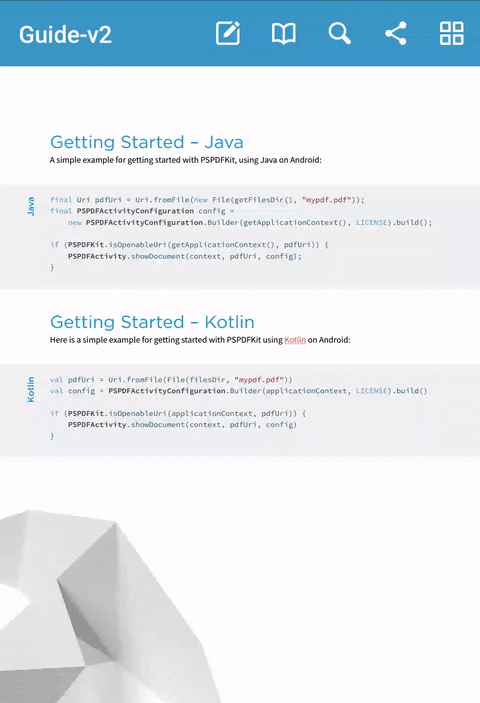 Guide-v2
Getting Started – Java
A simple example for getting started with PSPDFKit, using Java on Android:
Java
final Uri pdfUri = Uri.fromFile(new File(getFilesDir(), "mypdf.pdf"));
final PSPDFActivityConfiguration config =
new PSPDFActivityConfiguration.Builder(getApplicationContext(), LICENSE).build();
if (PSPDFKit.isOpenableUri(getApplicationContext(), pdfUri)) {
PSPDFActivity.showDocument(context, pdfUri, config);
}
Getting Started – Kotlin
Here is a simple example for getting started with PSPDFKit using Kotlin on Android:
Kotlin
val pdfUri = Uri.fromFile(File(filesDir, "mypdf.pdf"))
val config = PSPDFActivityConfiguration.Builder(applicationContext, LICENSE).build()
if (PSPDFKit.isOpenableUri(applicationContext, pdfUri)) {
PSPDFActivity.showDocument(context, pdfUri, config)
}